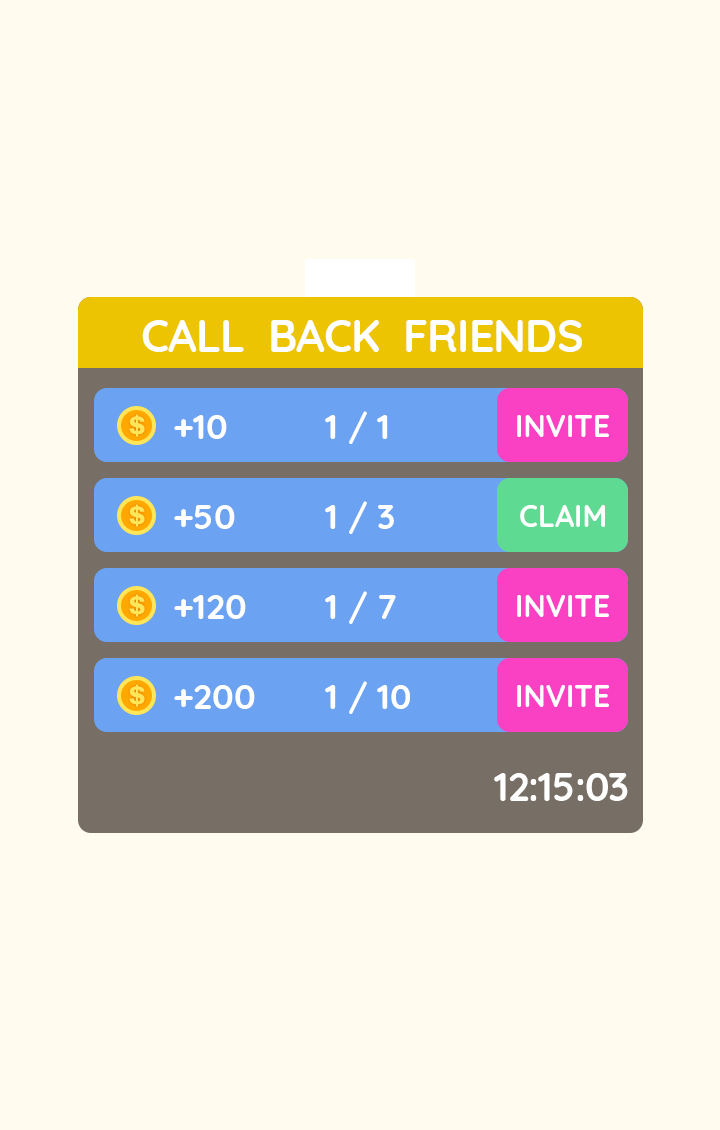 CALL BACK FRIENDS
$ +10 1 / 1 INVITE
$ +50 1 / 3 CLAIM
$ +120 1 / 7 INVITE
$ +200 1 / 10 INVITE
12:15:03